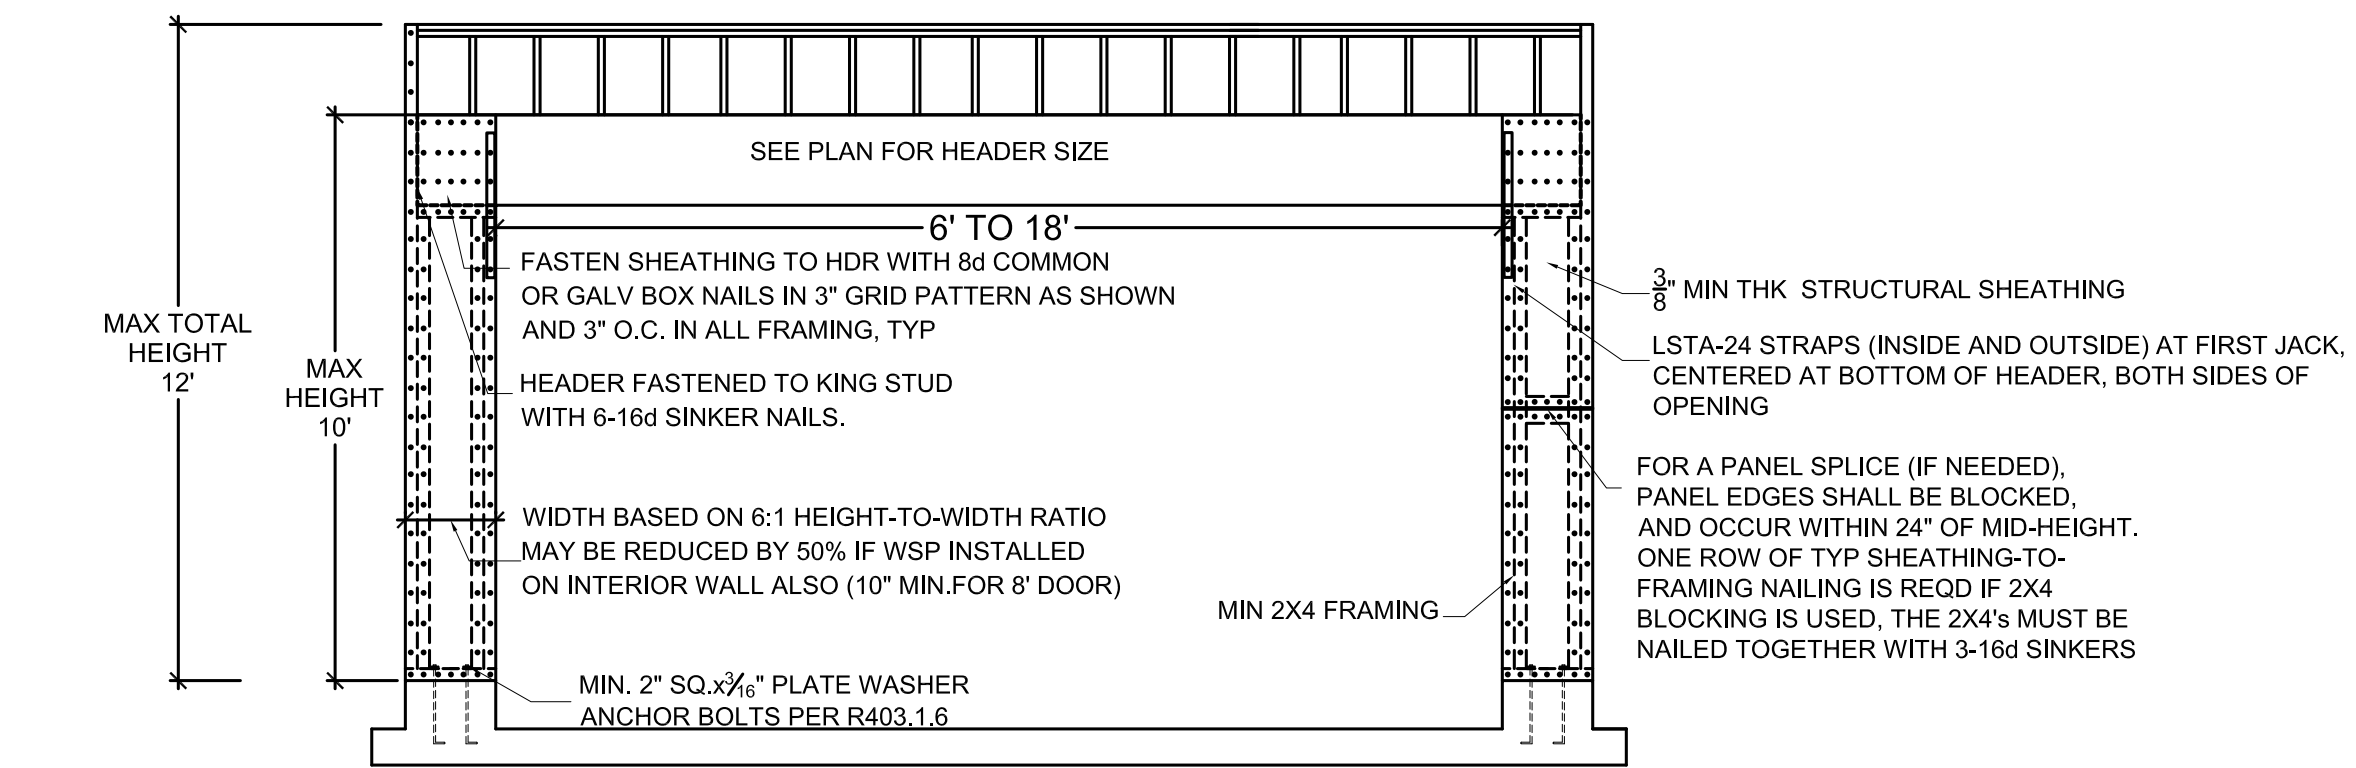 MAX TOTAL
HEIGHT
12'
MAX
HEIGHT
10'
SEE PLAN FOR HEADER SIZE
6' TO 18'
FASTEN SHEATHING TO HDR WITH 8d COMMON
OR GALV BOX NAILS IN 3" GRID PATTERN AS SHOWN
AND 3" O.C. IN ALL FRAMING, TYP
HEADER FASTENED TO KING STUD
WITH 6-16d SINKER NAILS.
WIDTH BASED ON 6:1 HEIGHT-TO-WIDTH RATIO
MAY BE REDUCED BY 50% IF WSP INSTALLED
ON INTERIOR WALL ALSO (10" MIN.FOR 8' DOOR)
MIN. 2" SQ.x3/16" PLATE WASHER
ANCHOR BOLTS PER R403.1.6
MIN 2X4 FRAMING
3/8" MIN THK STRUCTURAL SHEATHING
LSTA-24 STRAPS (INSIDE AND OUTSIDE) AT FIRST JACK,
CENTERED AT BOTTOM OF HEADER, BOTH SIDES OF
OPENING
FOR A PANEL SPLICE (IF NEEDED),
PANEL EDGES SHALL BE BLOCKED,
AND OCCUR WITHIN 24" OF MID-HEIGHT.
ONE ROW OF TYP SHEATHING-TO-
FRAMING NAILING IS REQD IF 2X4
BLOCKING IS USED, THE 2X4's MUST BE
NAILED TOGETHER WITH 3-16d SINKERS